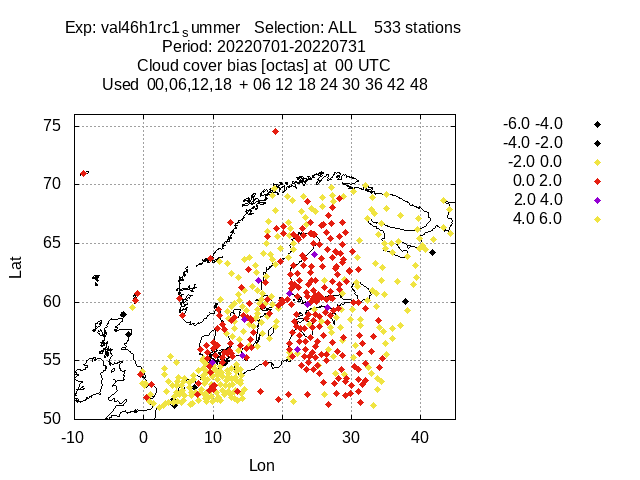 Exp: val46h1rc1summer   Selection: ALL    533 stations
Period: 20220701-20220731
Cloud cover bias [octas] at  00 UTC
Used  00,06,12,18  + 06 12 18 24 30 36 42 48
75
70
65
60
55
50
Lat
-10 0 10 20 30 40
Lon
-6.0 -4.0
-4.0 -2.0
-2.0 0.0
0.0 2.0
2.0 4.0
4.0 6.0